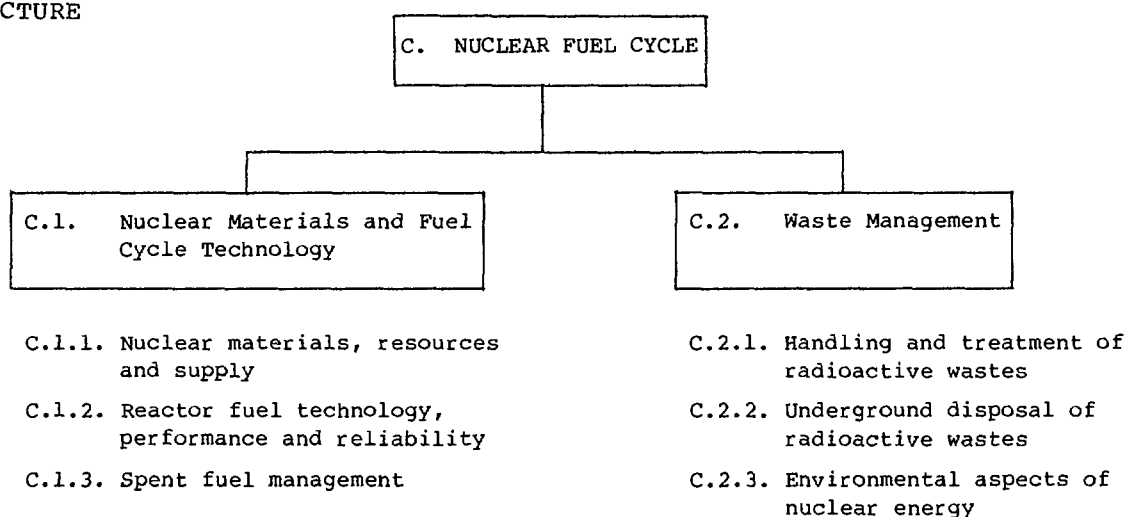 CTURE
C. NUCLEAR FUEL CYCLE
C.1. Nuclear Materials and Fuel
Cycle Technology
C.1.1. Nuclear materials, resources
and supply
C.1.2. Reactor fuel technology,
performance and reliability
C.1.3. Spent fuel management
C.2. Waste Management
C.2.1. Handling and treatment of
radioactive wastes
C.2.2. Underground disposal of
radioactive wastes
C.2.3. Environmental aspects of
nuclear energy